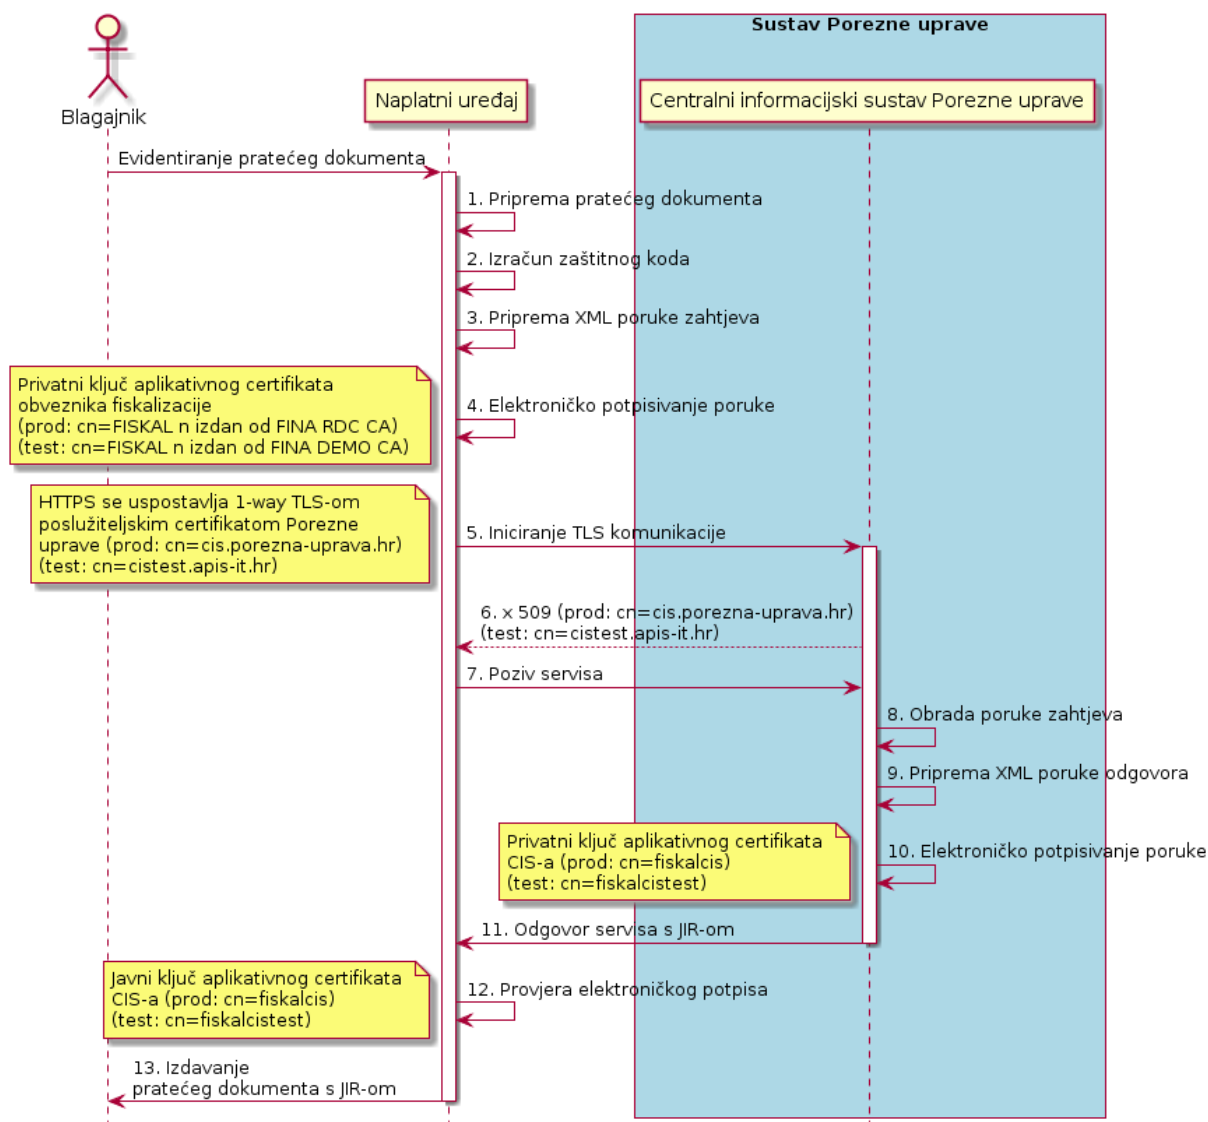 Sustav Porezne uprave
Blagajnik
Naplatni uređaj
Centralni informacijski sustav Porezne uprave
Evidentiranje pratećeg dokumenta
1. Priprema pratećeg dokumenta
2. Izračun zaštitnog koda
3. Priprema XML poruke zahtjeva
Privatni ključ aplikativnog certifikata
obveznika fiskalizacije
(prod: cn=FISKAL n izdan od FINA RDC CA)
(test: cn=FISKAL n izdan od FINA DEMO CA)
4. Elektroničko potpisivanje poruke
HTTPS se uspostavlja 1-way TLS-om
poslužiteljskim certifikatom Porezne
uprave (prod: cn=cis.porezna-uprava.hr)
(test: cn=cistest.apis-it.hr)
5. Iniciranje TLS komunikacije
6. x 509 (prod: cn=cis.porezna-uprava.hr)
(test: cn=cistest.apis-it.hr)
7. Poziv servisa
8. Obrada poruke zahtjeva
9. Priprema XML poruke odgovora
Privatni ključ aplikativnog certifikata
CIS-a (prod: cn=fiskalcis)
(test: cn=fiskalcistest)
10. Elektroničko potpisivanje poruke
11. Odgovor servisa s JIR-om
Javni ključ aplikativnog certifikata
CIS-a (prod: cn=fiskalcis)
(test: cn=fiskalcistest)
12. Provjera elektroničkog potpisa
13. Izdavanje
pratećeg dokumenta s JIR-om